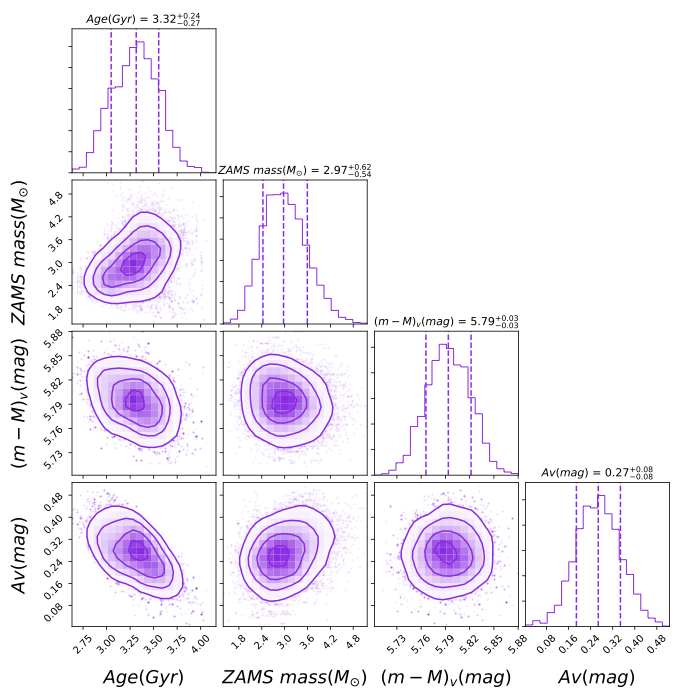 Age(Gyr) = 3.32+0.24−0.27
ZAMS mass(M⊙) = 2.97+0.62−0.54
ZAMS mass(M⊙)
4.8
4.2
3.6
3.0
2.4
1.8
(m − M)v(mag) = 5.79+0.03−0.03
(m − M)v(mag)
5.88
5.85
5.82
5.79
5.76
5.73
Av(mag) = 0.27+0.08−0.08
Av(mag)
0.48
0.40
0.32
0.24
0.16
0.08
2.75 3.00 3.25 3.50 3.75 4.00
1.8 2.4 3.0 3.6 4.2 4.8
5.73 5.76 5.79 5.82 5.85 5.88
0.08 0.16 0.24 0.32 0.40 0.48
Age(Gyr) ZAMS mass(M⊙) (m − M)v(mag) Av(mag)